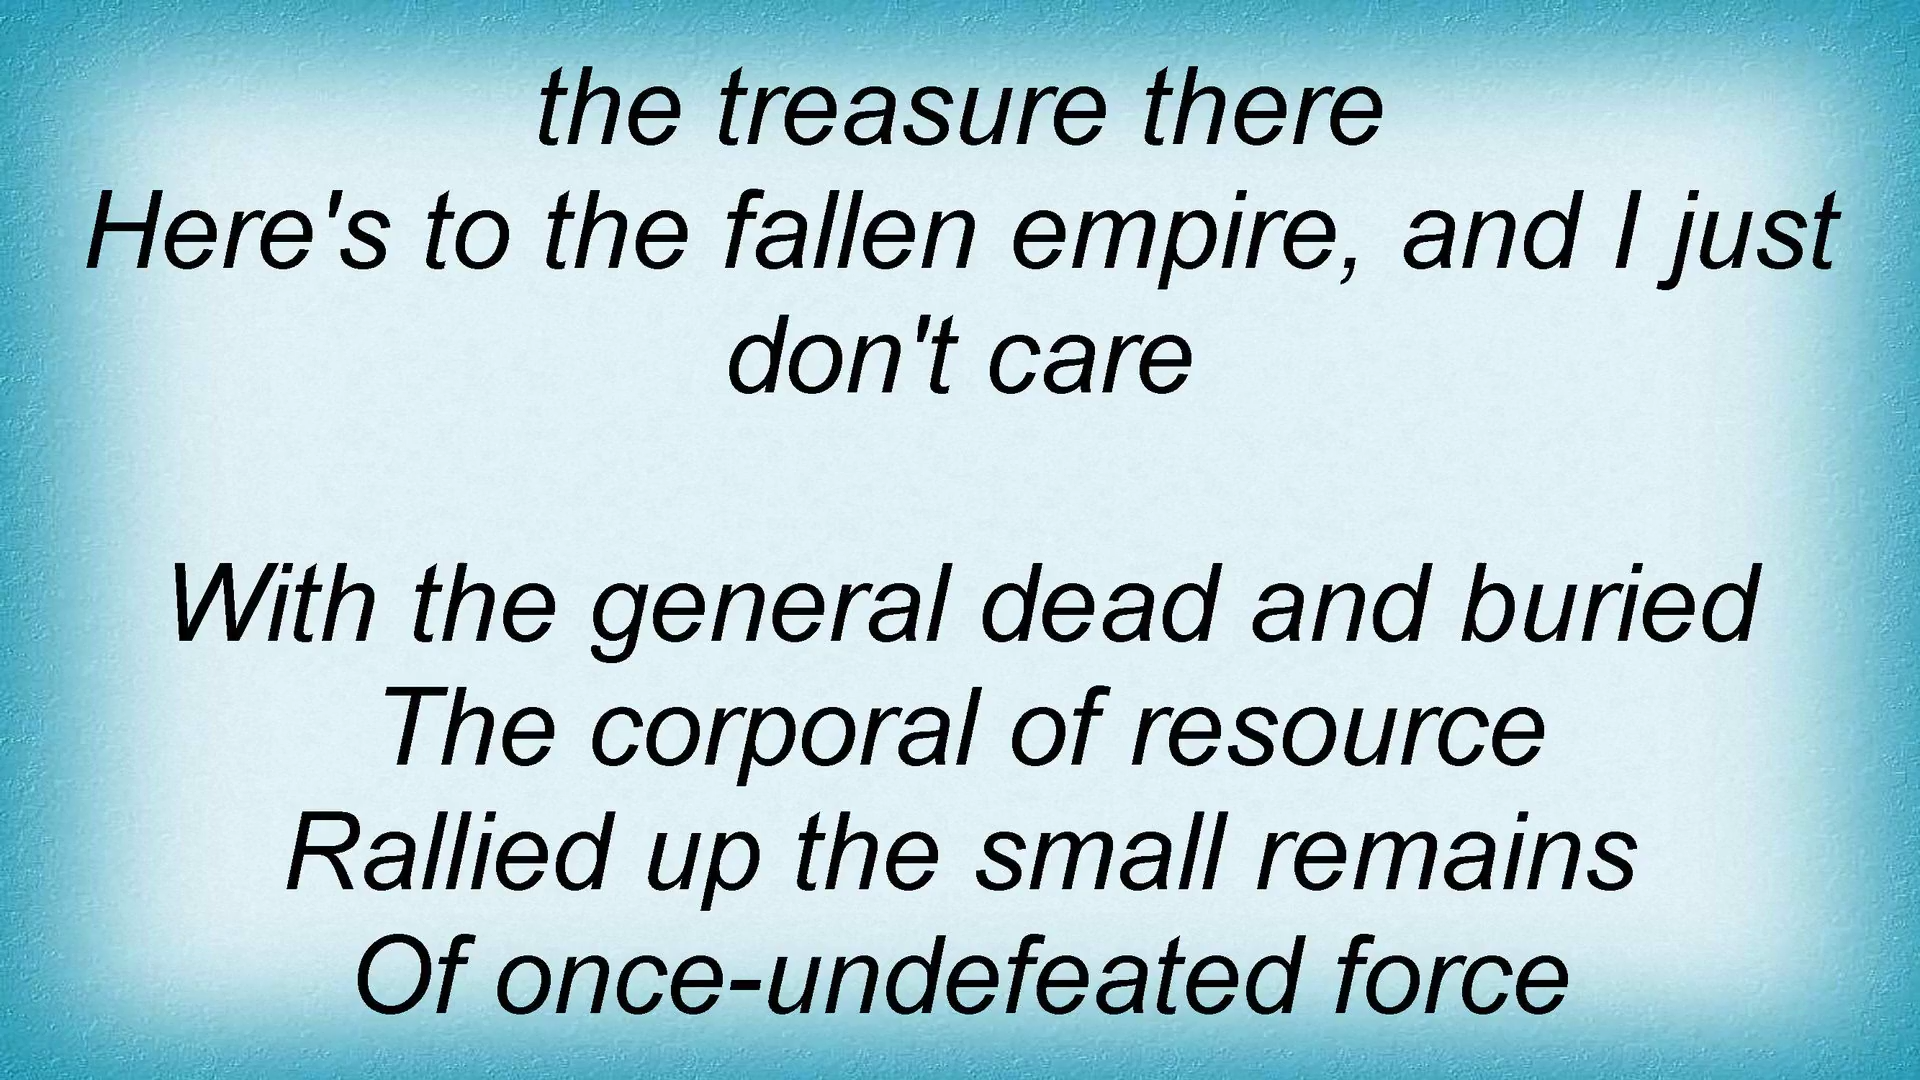 the treasure there
Here's to the fallen empire, and I just
don't care
With the general dead and buried
The corporal of resource
Rallied up the small remains
Of once-undefeated force